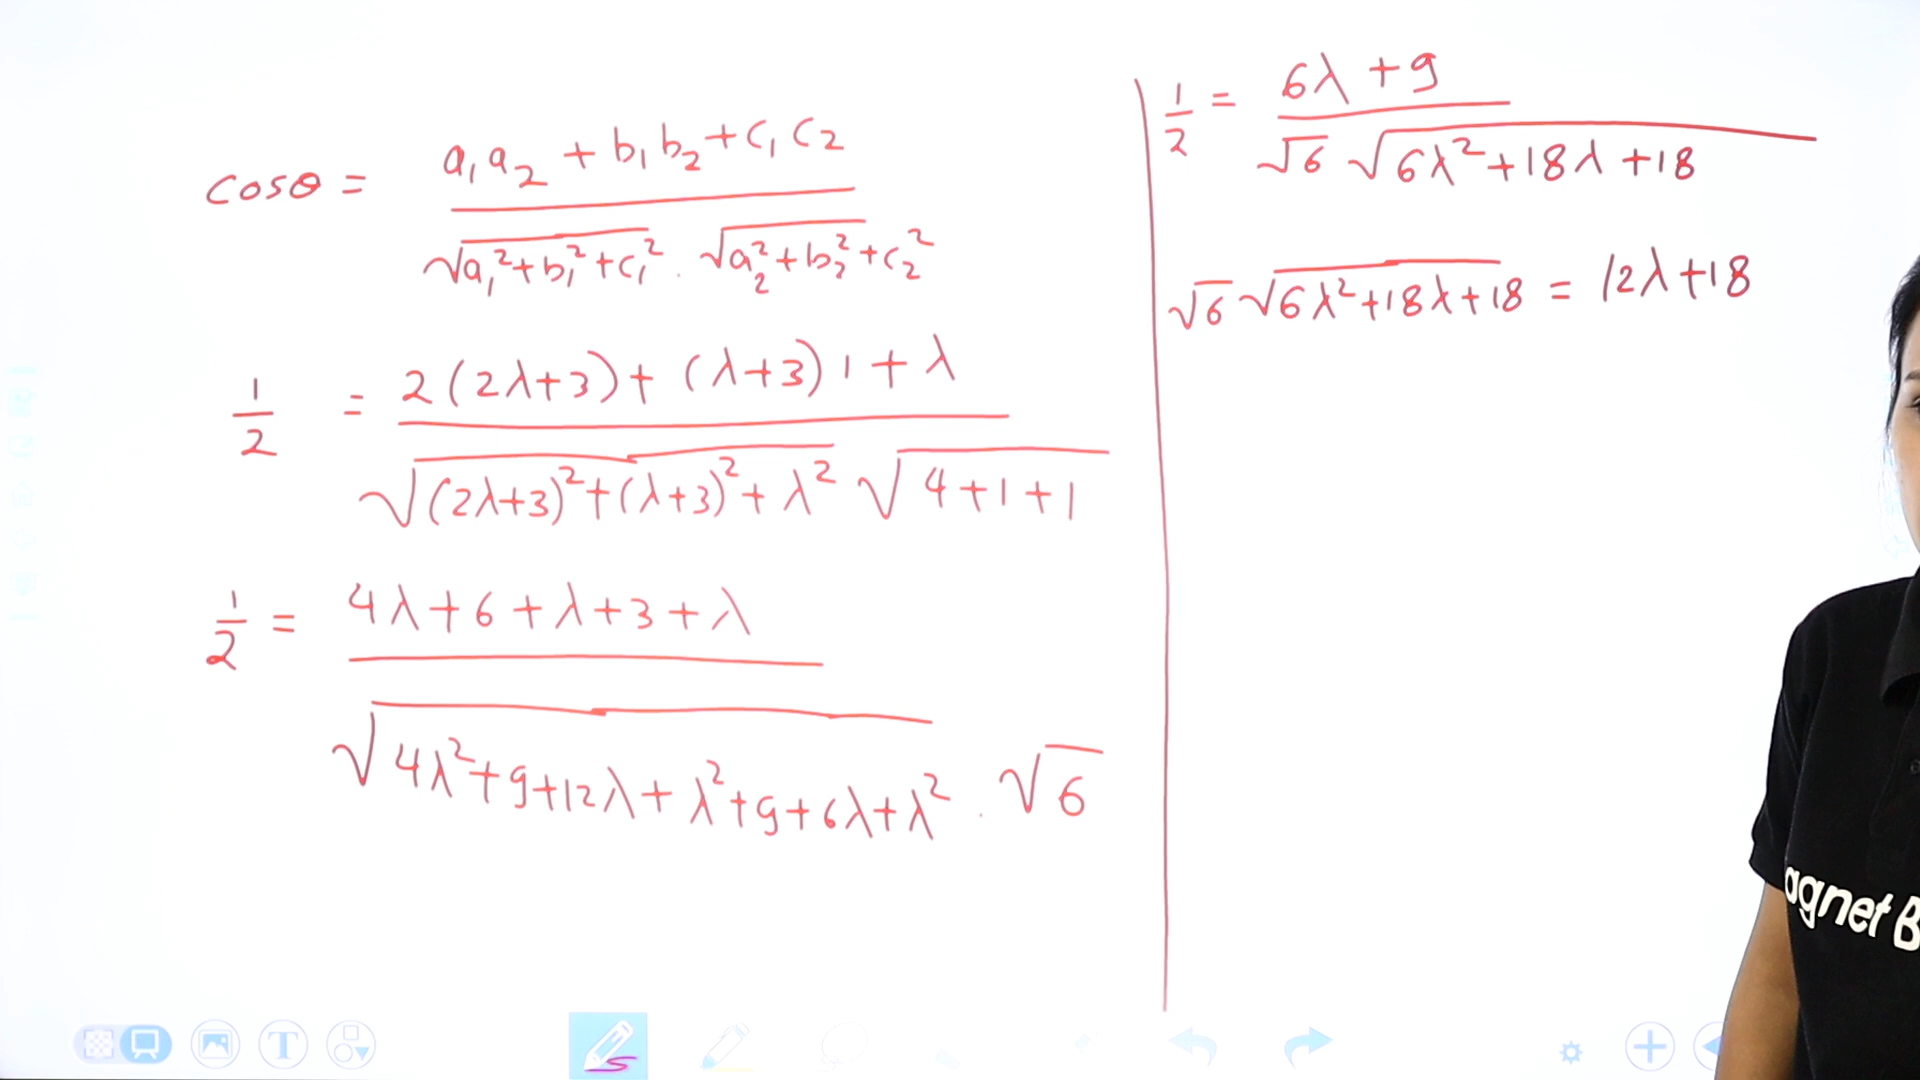 cosθ = a₁a₂ + b₁b₂ + c₁c₂ / √a₁²+b₁²+c₁² . √a₂²+b₂²+c₂²
1/2 = 2(2λ+3)+(λ+3)1+λ / √(2λ+3)²+(λ+3)²+λ² √4+1+1
1/2 = 4λ+6+λ+3+λ / √4λ²+9+12λ+λ²+9+6λ+λ² . √6
1/2 = 6λ+9 / √6 √6λ²+18λ+18
√6 √6λ²+18λ+18 = 12λ+18
T
agnet B